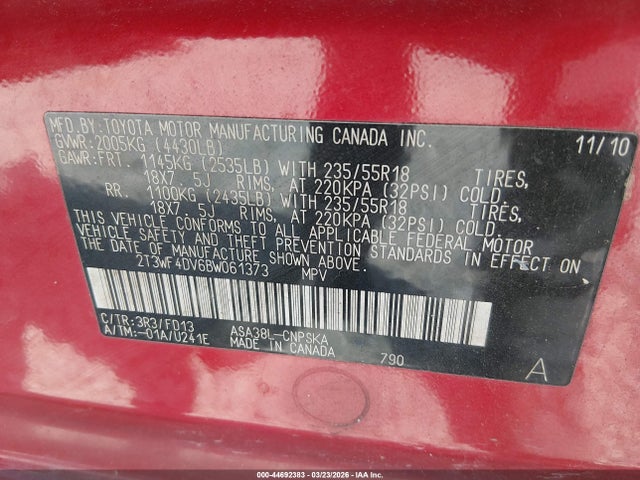 MFD.BY:TOYOTA MOTOR MANUFACTURING CANADA INC. 11/10
GVWR:2005KG (4430LB)
GAWR:FRT 1145KG (2535LB) WITH 235/55R18 TIRES,
18X7.5J RIMS, AT 220KPA (32PSI) COLD.
RR 1100KG (2435LB) WITH 235/55R18 TIRES,
18X7.5J RIMS, AT 220KPA (32PSI) COLD.
THIS VEHICLE CONFORMS TO ALL APPLICABLE FEDERAL MOTOR
VEHICLE SAFETY AND THEFT PREVENTION STANDARDS IN EFFECT ON
THE DATE OF MANUFACTURE SHOWN ABOVE.
2T3WF4DV6BW061373 MPV
C/TR:3R3/FD13 ASA38L-CNPSKA
A/TM:-01A/U241E MADE IN CANADA 790 A
000-44692383 | 03/23/2026 | IAA Inc.